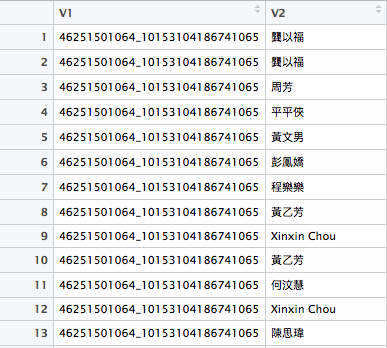 V1 V2
1 46251501064_10153104186741065 龔以福
2 46251501064_10153104186741065 龔以福
3 46251501064_10153104186741065 周芳
4 46251501064_10153104186741065 平平俠
5 46251501064_10153104186741065 黃文男
6 46251501064_10153104186741065 彭鳳嬌
7 46251501064_10153104186741065 程樂樂
8 46251501064_10153104186741065 黃乙芳
9 46251501064_10153104186741065 Xinxin Chou
10 46251501064_10153104186741065 黃乙芳
11 46251501064_10153104186741065 何汶慧
12 46251501064_10153104186741065 Xinxin Chou
13 46251501064_10153104186741065 陳思瑋